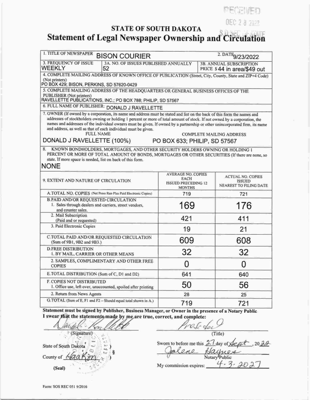 RECEIVED
STATE OF SOUTH DAKOTA
Statement of Legal Newspaper Ownership and Circulation
1. TITLE OF NEWSPAPER BISON COURIER
2. DATE 9/23/2022
3. FREQUENCY OF ISSUE WEEKLY
3A. NO. OF ISSUES PUBLISHED ANNUALLY 52
3B. ANNUAL SUBSCRIPTION PRICE $44 in area/$49 out
4. COMPLETE MAILING ADDRESS OF KNOWN OFFICE OF PUBLICATION (Street, City, County, State and ZIP+4 Code) (Not printers)
PO BOX 429; BISON, PERKINS, SD 57620-0429
5. COMPLETE MAILING ADDRESS OF THE HEADQUARTERS OR GENERAL BUSINESS OFFICES OF THE PUBLISHER (Not printer)
RAVELLETTE PUBLICATIONS, INC.; PO BOX 788; PHILIP, SD 57567
6. FULL NAME OF PUBLISHER: DONALD J RAVELLETTE
7. OWNER (If owned by a corporation, its name and address must be stated and list on the back of this form the names and addresses of stockholders owning or holding 1 percent or more of total amount of stock. If not owned by a corporation, the names and addresses of the individual owners must be given. If owned by a partnership or other unincorporated firm, its name and address, as well as that of each individual must be given.
FULL NAME COMPLETE MAILING ADDRESS
DONALD J RAVELLETTE (100%) PO BOX 653; PHILIP, SD 57567
8. KNOWN BONDHOLDERS, MORTGAGES, AND OTHER SECURITY HOLDERS OWNING OR HOLDING 1 PERCENT OR MORE OF TOTAL AMOUNT OF BONDS, MORTGAGES OR OTHER SECURITIES (If there are none, so state. If more space is needed, list on back of this form.
NONE
9. EXTENT AND NATURE OF CIRCULATION
AVERAGE NO. COPIES EACH ISSUED PRECEDING 12 MONTHS
ACTUAL NO. COPIES ISSUED NEAREST TO FILING DATE
A. TOTAL NO. COPIES 719 721
B. PAID AND/OR REQUESTED CIRCULATION
1. Sales through dealers and carriers, street vendors, and counter sales. 169 176
2. Mail Subscription (Paid and or requested) 421 411
3. Paid Electronic Copies 19 21
C. TOTAL PAID AND/OR REQUESTED CIRCULATION (Sum of 9B1, 9B2 and 9B3) 609 608
D. FREE DISTRIBUTION
1. BY MAIL, CARRIER OR OTHER MEANS 32 32
2. SAMPLES, COMPLIMENTARY AND OTHER FREE COPIES 0 0
E. TOTAL DISTRIBUTION (Sum of C, D1 and D2) 641 640
F. COPIES NOT DISTRIBUTED
1. Office use, left over, unaccounted, spoiled after printing 50 56
2. Return from News Agents 28 25
G. TOTAL (Sum of E, F1 and F2 - Should equal total shown in A.) 719 721
Statement must be signed by Publisher, Business Manager, or Owner in the presence of a Notary Public
I swear that the statements made by me are true, correct, and complete:
(Signature) (Title)
State of South Dakota
Sworn to before me this 27 day of Sept, 2022
County of Haakon
Notary Public
(Seal)
My commission expires: 4-3-2027